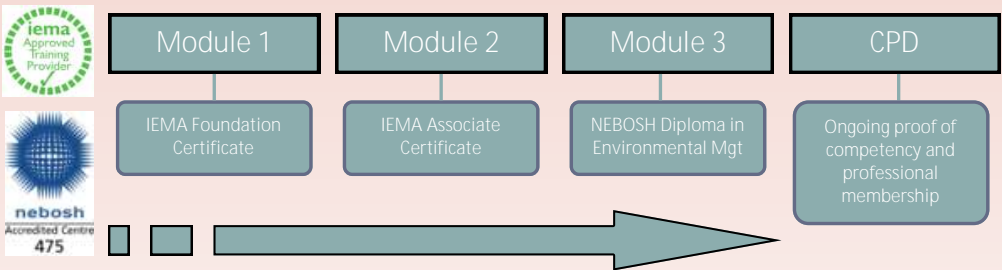 iema
Approved
Training
Provider
Module 1
Module 2
Module 3
CPD
IEMA Foundation
Certificate
IEMA Associate
Certificate
NEBOSH Diploma in
Environmental Mgt
Ongoing proof of
competency and
professional
membership
nebosh
Accredited Centre
475